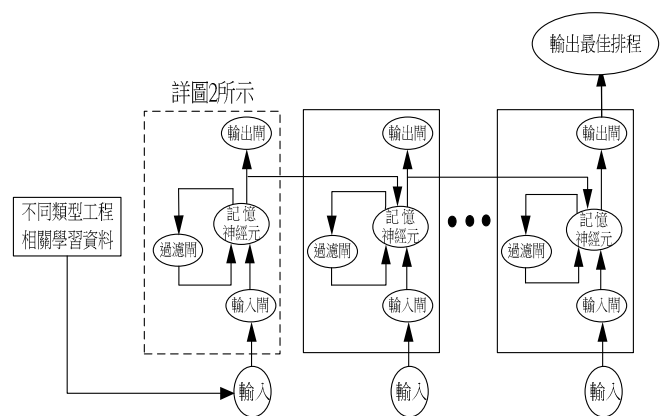 輸出最佳排程
詳圖2所示
輸出閘
輸出閘
輸出閘
不同類型工程
相關學習資料
記憶
神經元
過濾閘
記憶
神經元
過濾閘
記憶
神經元
過濾閘
輸入閘
輸入閘
輸入閘
輸入
輸入
輸入